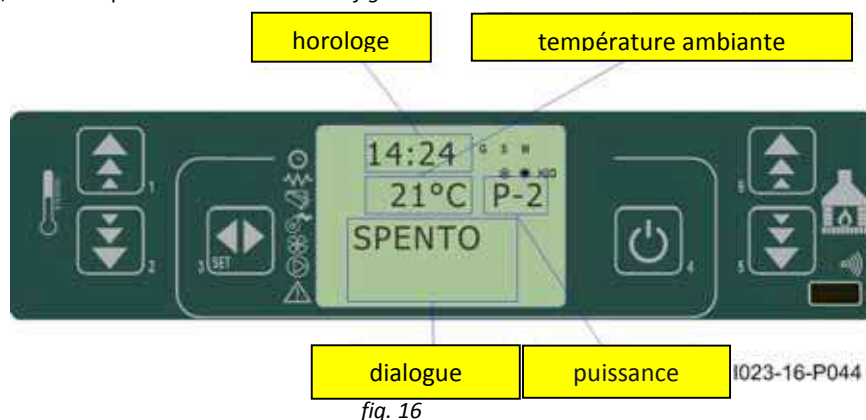 horologe
température ambiante
14:24 G S W
21°C P-2
SPENTO
1
2
3 SET
4
5
6
dialogue
puissance
I023-16-P044
fig. 16